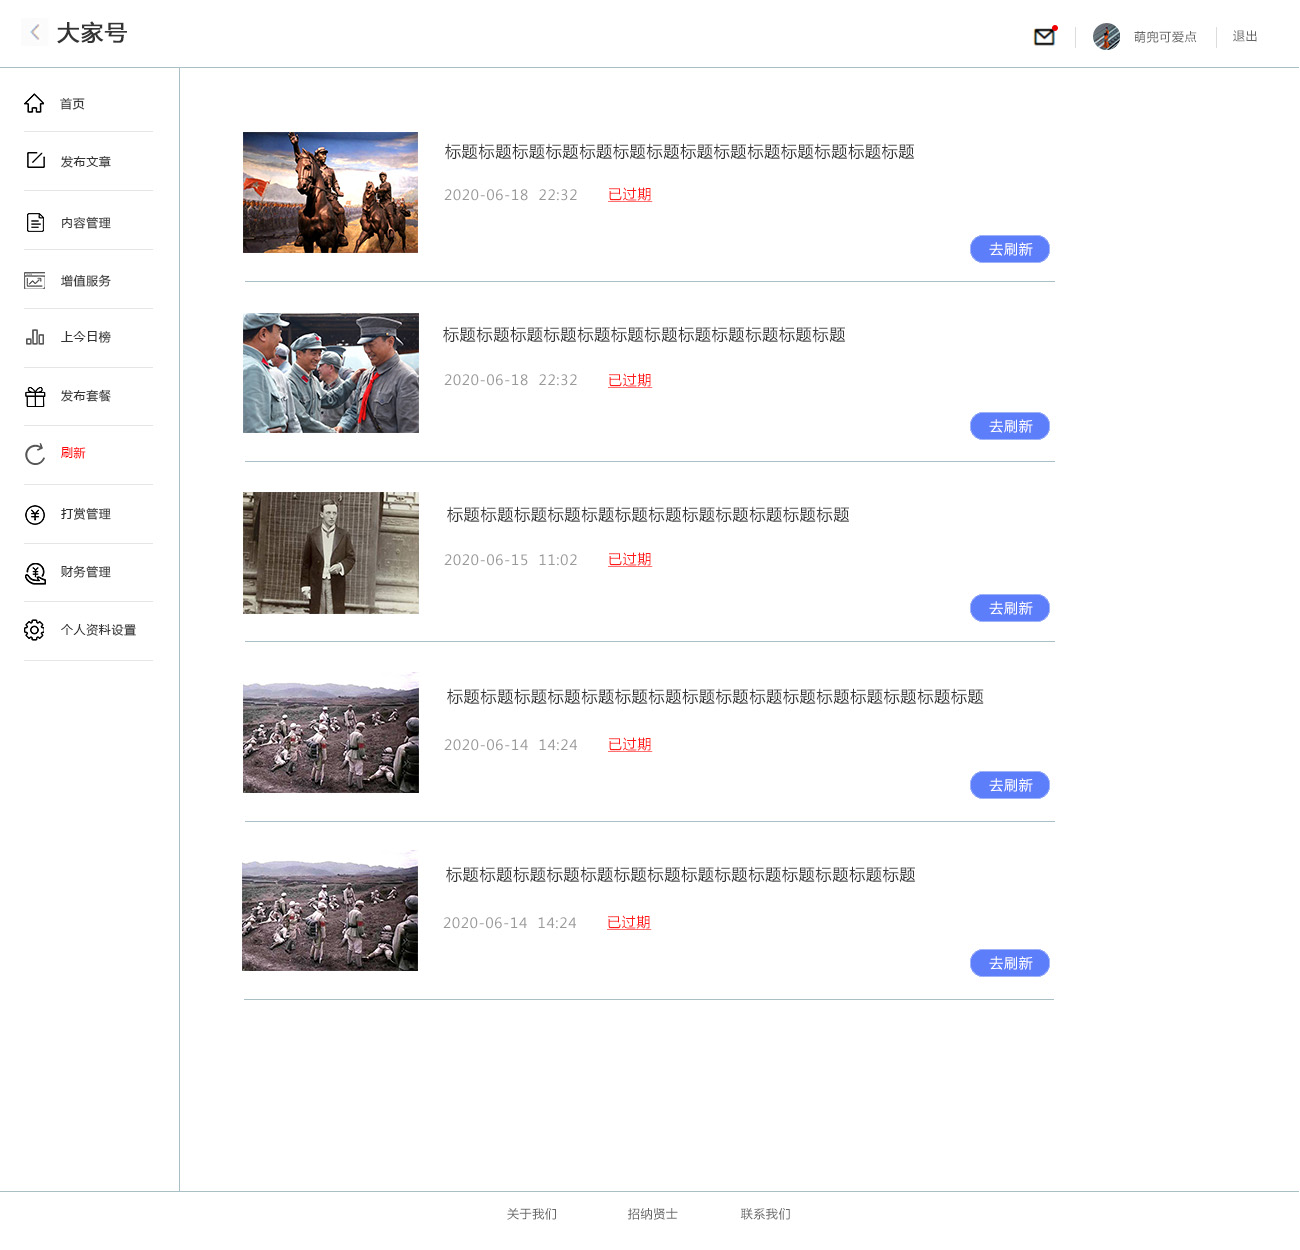 大家号
萌兜可爱点
退出
首页
发布文章
内容管理
增值服务
上今日榜
发布套餐
刷新
打赏管理
财务管理
个人资料设置
标题标题标题标题标题标题标题标题标题标题标题标题标题标题
2020-06-18 22:32 已过期
去刷新
标题标题标题标题标题标题标题标题标题标题标题标题
2020-06-18 22:32 已过期
去刷新
标题标题标题标题标题标题标题标题标题标题标题标题
2020-06-15 11:02 已过期
去刷新
标题标题标题标题标题标题标题标题标题标题标题标题标题标题标题标题
2020-06-14 14:24 已过期
去刷新
标题标题标题标题标题标题标题标题标题标题标题标题标题标题
2020-06-14 14:24 已过期
去刷新
关于我们 招纳贤士 联系我们